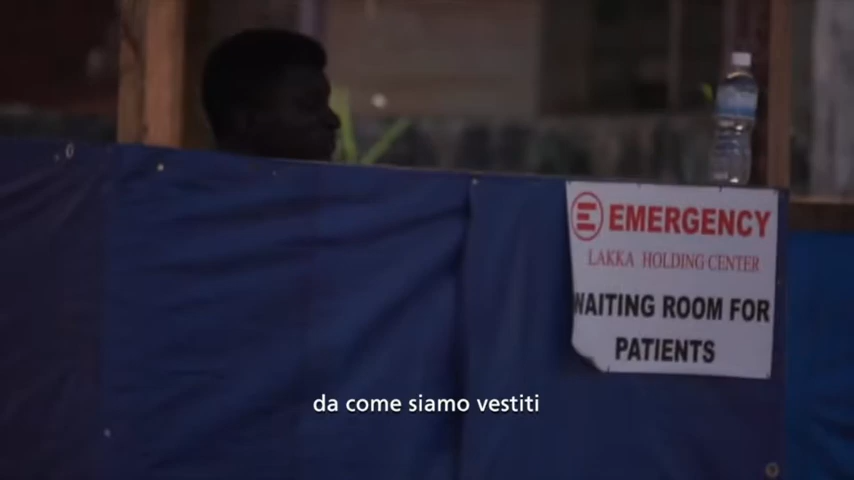 EMERGENCY
LAKKA HOLDING CENTER
WAITING ROOM FOR
PATIENTS
da come siamo vestiti